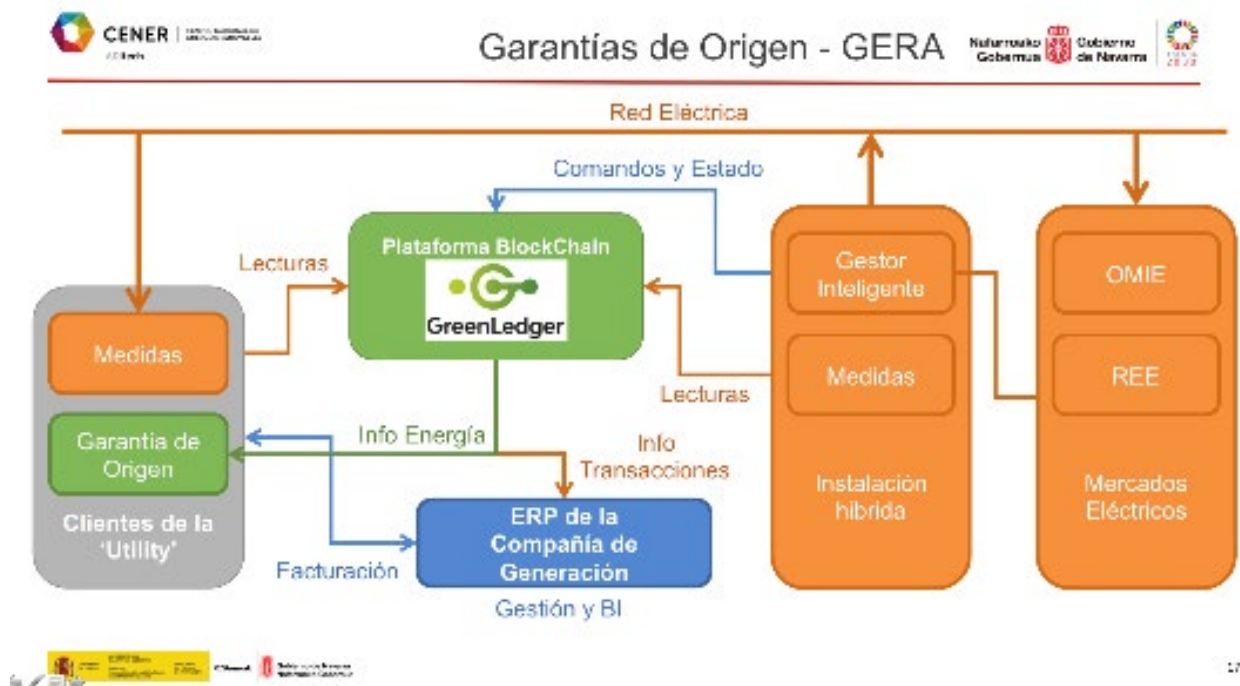 CENER
Garantías de Origen - GERA
Nafarroako Gobernua
Gobierno de Navarra
Red Eléctrica
Comandos y Estado
Plataforma BlockChain
GreenLedger
Lecturas
Gestor
Inteligente
OMIE
Medidas
Medidas
REE
Lecturas
Garantía de
Origen
Info Energía
Info
Transacciones
Instalación
híbrida
Mercados
Eléctricos
Clientes de la
'Utility'
ERP de la
Compañía de
Generación
Facturación
Gestión y BI
17